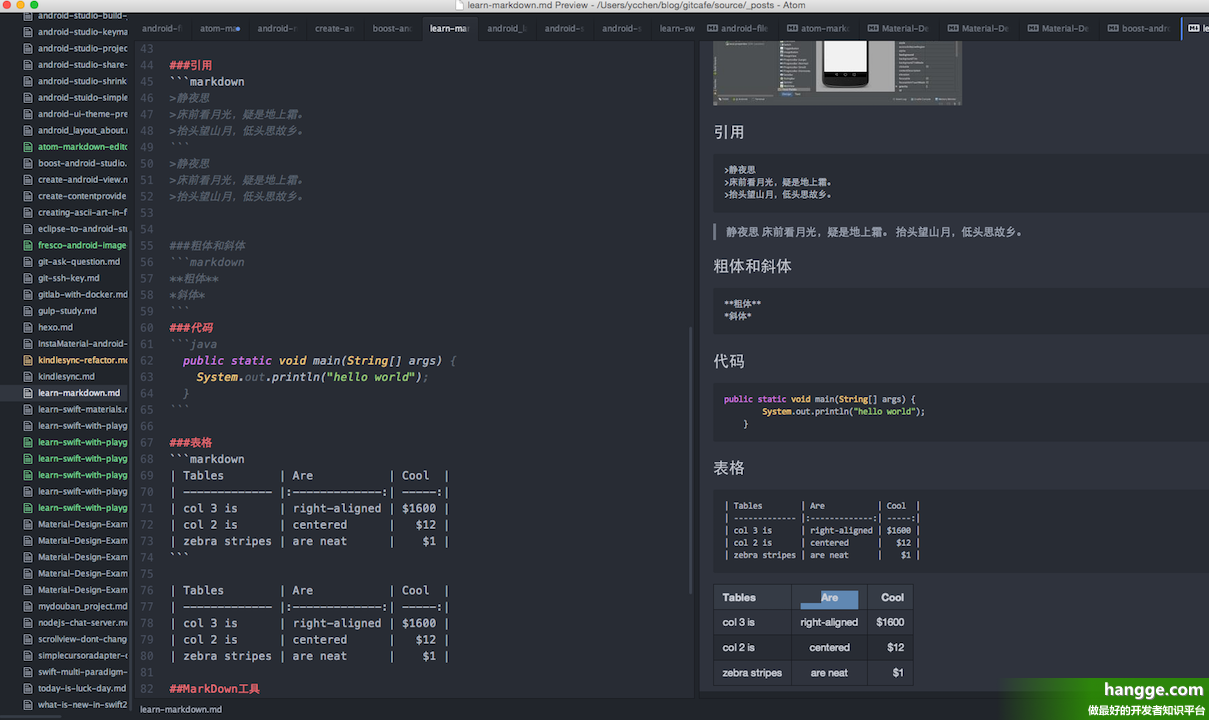 learn-markdown.md Preview - /Users/ycchen/blog/gitcafe/source/_posts - Atom
android-f
atom-ma
android-
create-an
boost-an
learn-ma
android_l
android-s
android-s
learn-sw
android-file
atom-mark
Material-De
Material-De
Material-De
boost-andro
le
android-studio-build-
android-studio-keyma
android-studio-projec
android-studio-share-
android-studio-shrink
android-stuido-simple
android-ui-theme-pre
android_layout_about.r
atom-markdown-edito
boost-android-studio.
create-android-view.m
create-contentprovide
creating-ascii-art-in-f
eclipse-to-android-stu
fresco-android-image
git-ask-question.md
git-ssh-key.md
gitlab-with-docker.md
gulp-study.md
hexo.md
InstaMaterial-android-
kindlesync-refactor.md
kindlesync.md
learn-markdown.md
learn-swift-materials.r
learn-swift-with-playg
learn-swift-with-playg
learn-swift-with-playg
learn-swift-with-playg
learn-swift-with-playg
learn-swift-with-playg
Material-Design-Exam
Material-Design-Exam
Material-Design-Exam
Material-Design-Exam
Material-Design-Exam
mydouban_project.md
nodejs-chat-server.md
scrollview-dont-chang
simplecursoradapter-c
swift-multi-paradigm-
today-is-luck-day.md
what-is-new-in-swift2
43
44 ###引用
45 ```markdown
46 >静夜思
47 >床前看月光，疑是地上霜。
48 >抬头望山月，低头思故乡。
49 ```
50 >静夜思
51 >床前看月光，疑是地上霜。
52 >抬头望山月，低头思故乡。
53
54
55 ###粗体和斜体
56 ```markdown
57 **粗体**
58 *斜体*
59 ```
60 ###代码
61 ```java
62 public static void main(String[] args) {
63 System.out.println("hello world");
64 }
65 ```
66
67 ###表格
68 ```markdown
69 | Tables | Are | Cool |
70 | ------------- |:-------------:| -----:|
71 | col 3 is | right-aligned | $1600 |
72 | col 2 is | centered | $12 |
73 | zebra stripes | are neat | $1 |
74 ```
75
76 | Tables | Are | Cool |
77 | ------------- |:-------------:| -----:|
78 | col 3 is | right-aligned | $1600 |
79 | col 2 is | centered | $12 |
80 | zebra stripes | are neat | $1 |
81
82 ##MarkDown工具
引用
>静夜思
>床前看月光，疑是地上霜。
>抬头望山月，低头思故乡。
静夜思 床前看月光，疑是地上霜。 抬头望山月，低头思故乡。
粗体和斜体
**粗体**
*斜体*
代码
public static void main(String[] args) {
System.out.println("hello world");
}
表格
| Tables | Are | Cool |
| ------------- |:-------------:| -----:|
| col 3 is | right-aligned | $1600 |
| col 2 is | centered | $12 |
| zebra stripes | are neat | $1 |
Tables Are Cool
col 3 is right-aligned $1600
col 2 is centered $12
zebra stripes are neat $1
learn-markdown.md
hangge.com
做最好的开发者知识平台